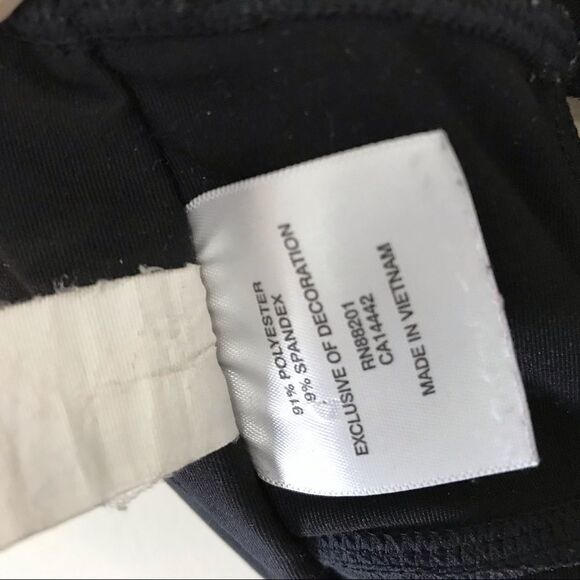 91% POLYESTER
9% SPANDEX
EXCLUSIVE OF DECORATION
RN88201
CA14442
MADE IN VIETNAM